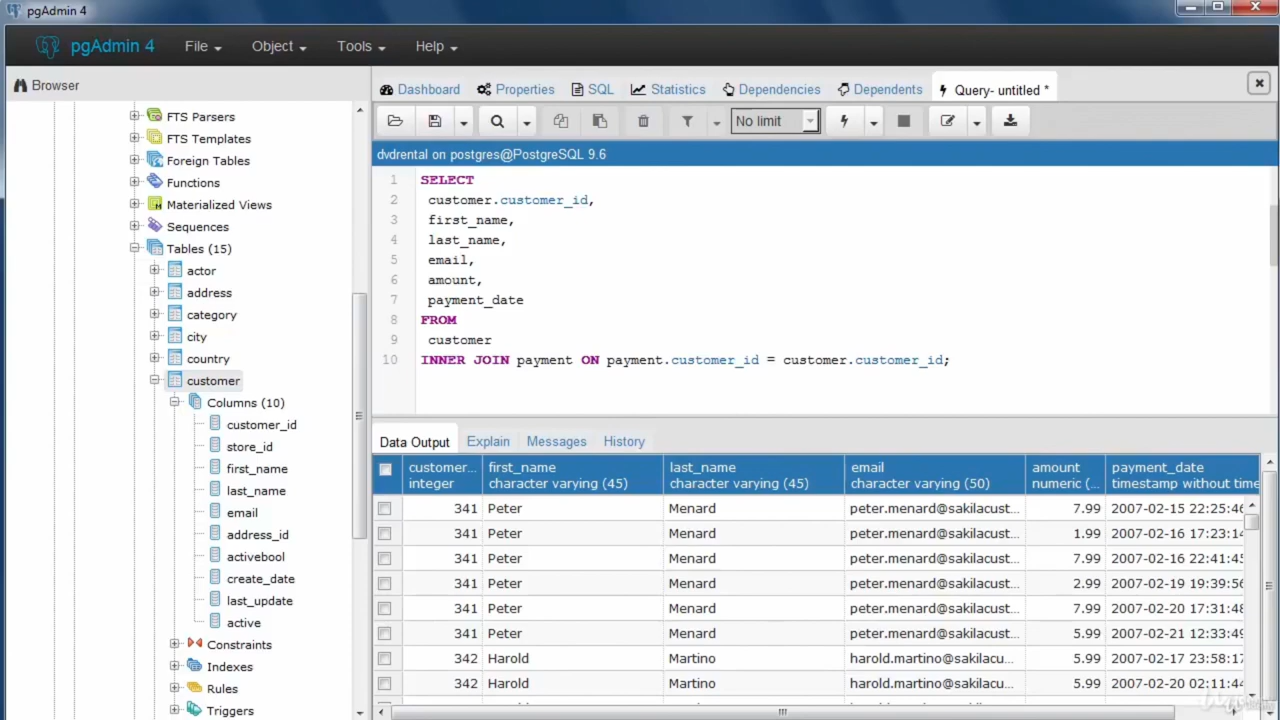 pgAdmin 4
pgAdmin 4 File Object Tools Help
Browser
FTS Parsers
FTS Templates
Foreign Tables
Functions
Materialized Views
Sequences
Tables (15)
actor
address
category
city
country
customer
Columns (10)
customer_id
store_id
first_name
last_name
email
address_id
activebool
create_date
last_update
active
Constraints
Indexes
Rules
Triggers
Dashboard Properties SQL Statistics Dependencies Dependents Query- untitled *
No limit
dvdrental on postgres@PostgreSQL 9.6
1 SELECT
2 customer.customer_id,
3 first_name,
4 last_name,
5 email,
6 amount,
7 payment_date
8 FROM
9 customer
10 INNER JOIN payment ON payment.customer_id = customer.customer_id;
Data Output Explain Messages History
customer... first_name last_name email amount payment_date
integer character varying (45) character varying (45) character varying (50) numeric (... timestamp without time
341 Peter Menard peter.menard@sakilacust... 7.99 2007-02-15 22:25:46
341 Peter Menard peter.menard@sakilacust... 1.99 2007-02-16 17:23:14
341 Peter Menard peter.menard@sakilacust... 7.99 2007-02-16 22:41:45
341 Peter Menard peter.menard@sakilacust... 2.99 2007-02-19 19:39:56
341 Peter Menard peter.menard@sakilacust... 7.99 2007-02-20 17:31:48
341 Peter Menard peter.menard@sakilacust... 5.99 2007-02-21 12:33:49
342 Harold Martino harold.martino@sakilacu... 5.99 2007-02-17 23:58:17
342 Harold Martino harold.martino@sakilacu... 5.99 2007-02-20 02:11:44